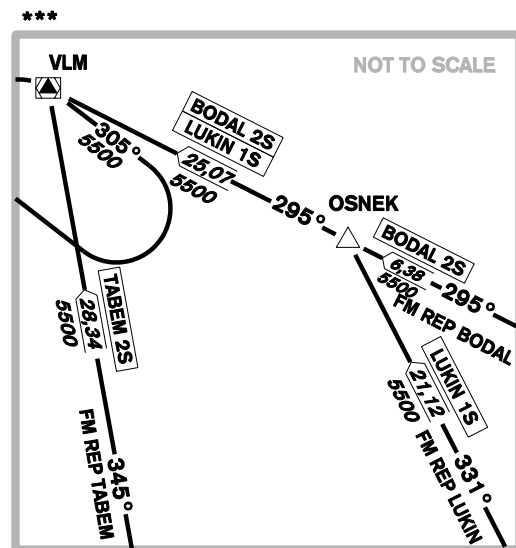 ***
VLM
NOT TO SCALE
BODAL 2S
LUKIN 1S
305°
5500
25,07
5500
295°
OSNEK
BODAL 2S
6,38
5500
295°
FM REP BODAL
TABEM 2S
28,34
5500
LUKIN 1S
21,12
5500
FM REP TABEM
345°
FM REP LUKIN
331°